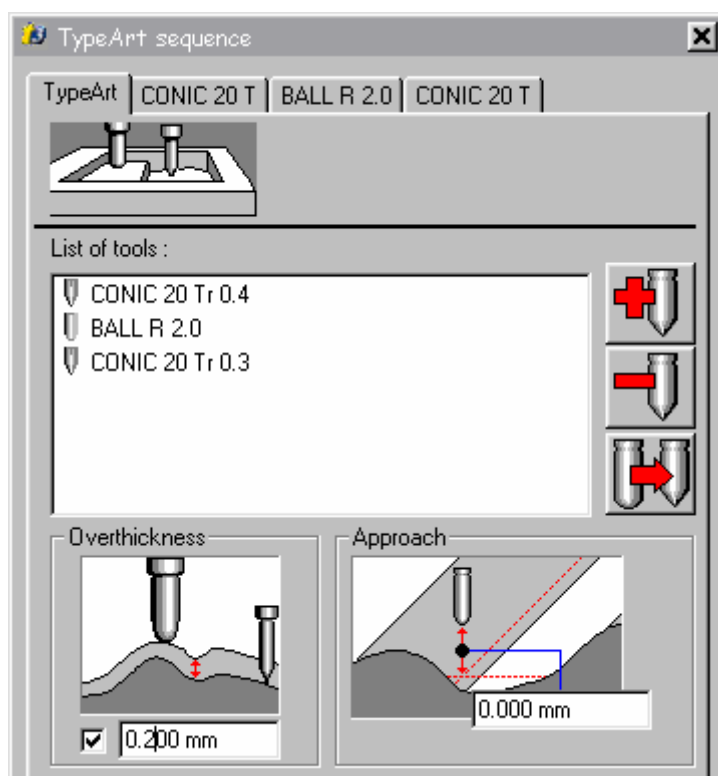 TypeArt sequence
TypeArt CONIC 20 T BALL R 2.0 CONIC 20 T
List of tools :
CONIC 20 Tr 0.4
BALL R 2.0
CONIC 20 Tr 0.3
Overthickness Approach
0.000 mm
0.200 mm